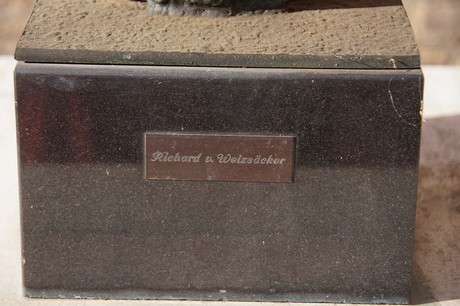 Richard v. Weizsäcker